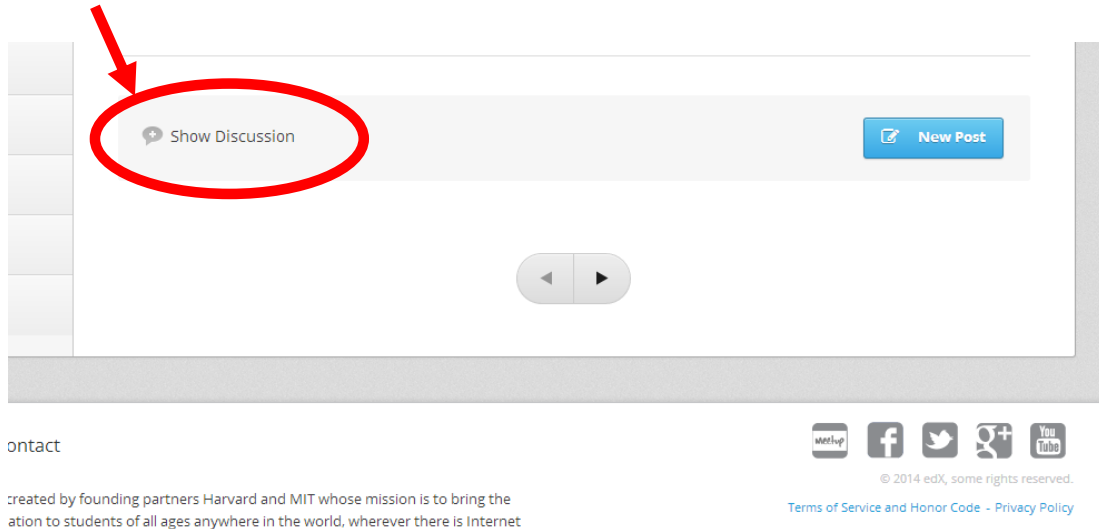 Show Discussion
New Post
ontact
Meetup
You
Tube
© 2014 edX, some rights reserved.
created by founding partners Harvard and MIT whose mission is to bring the
Terms of Service and Honor Code - Privacy Policy
ation to students of all ages anywhere in the world, wherever there is Internet